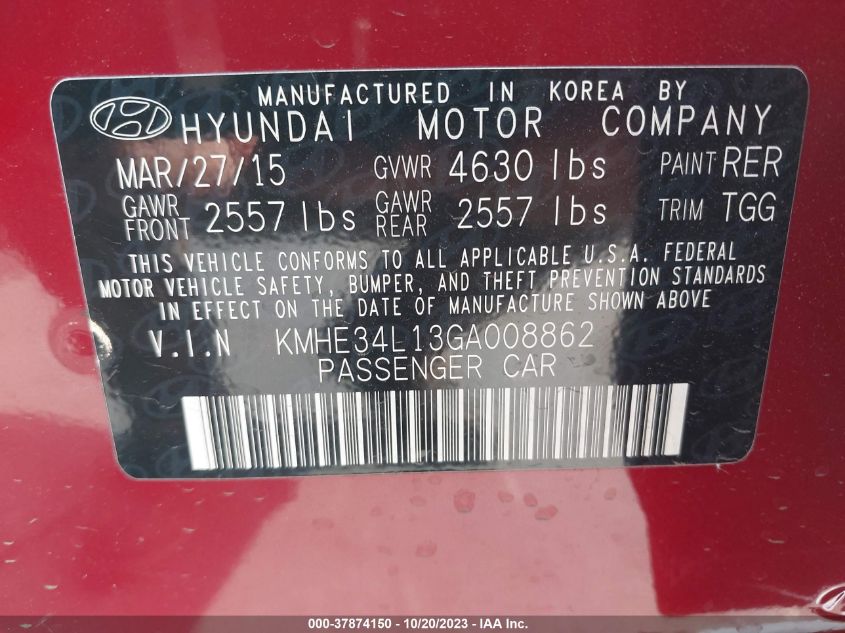 MANUFACTURED IN KOREA BY
HYUNDAI MOTOR COMPANY
MAR/27/15 GVWR 4630 lbs PAINT RER
GAWR FRONT 2557 lbs GAWR REAR 2557 lbs TRIM TGG
THIS VEHICLE CONFORMS TO ALL APPLICABLE U.S.A. FEDERAL
MOTOR VEHICLE SAFETY, BUMPER, AND THEFT PREVENTION STANDARDS
IN EFFECT ON THE DATE OF MANUFACTURE SHOWN ABOVE
V.I.N KMHE34L13GA008862
PASSENGER CAR
000-37874150 - 10/20/2023 - IAA Inc.